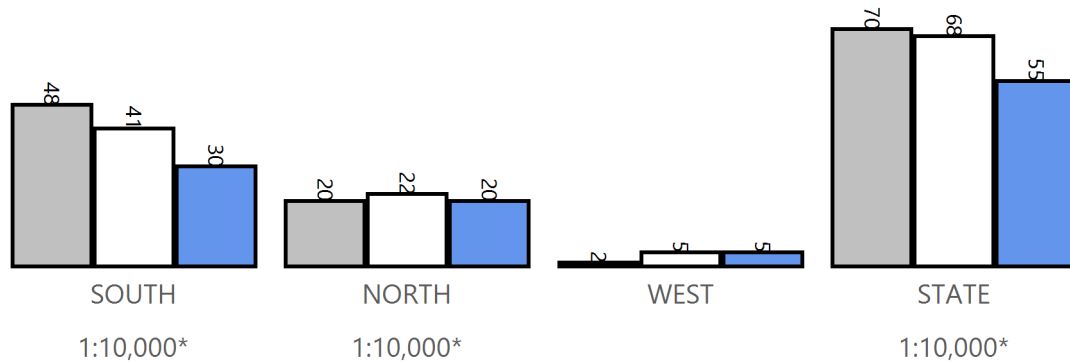 48 41 30 20 22 20 2 5 5 70 68 55
SOUTH NORTH WEST STATE
1:10,000* 1:10,000* 1:10,000*